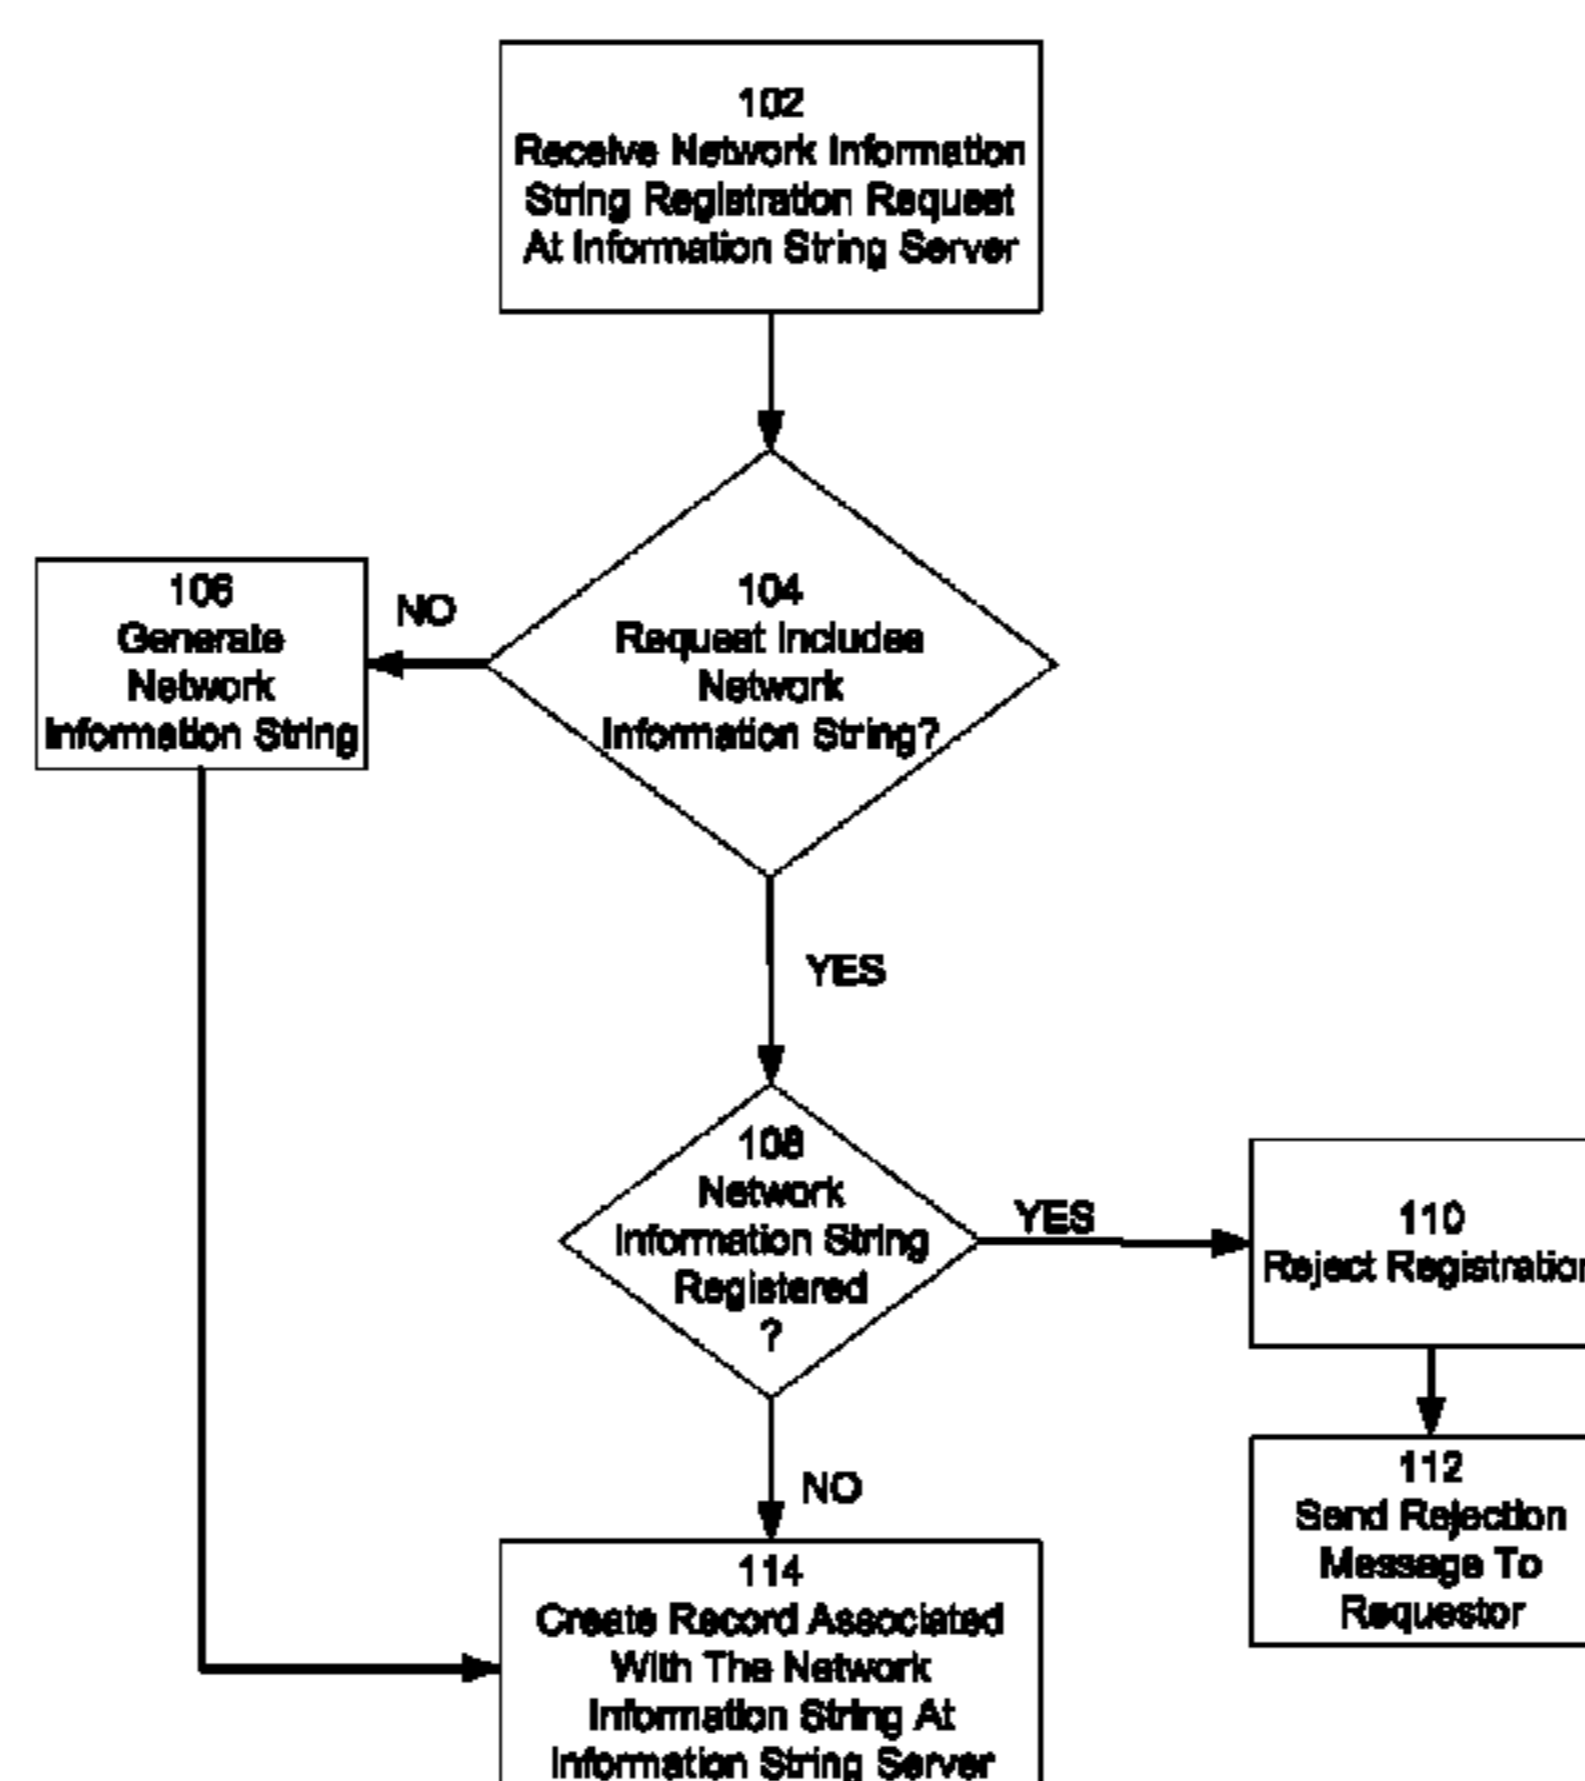 102
Receive Network Information
String Registration Request
At Information String Server
106
Generate
Network
Information String
NO
104
Request Includes
Network
Information String?
YES
108
Network
Information String
Registered
?
YES
110
Reject Registration
112
Send Rejection
Message To
Requestor
NO
114
Create Record Associated
With The Network
Information String At
Information String Server